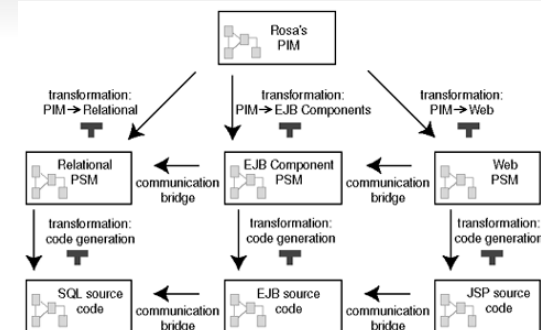 Rosa's
PIM
transformation:
PIM→Relational
transformation:
PIM→EJB Components
transformation:
PIM→Web
Relational
PSM
communication
bridge
EJB Component
PSM
communication
bridge
Web
PSM
transformation:
code generation
transformation:
code generation
transformation:
code generation
SQL source
code
communication
bridge
EJB source
code
communication
bridge
JSP source
code